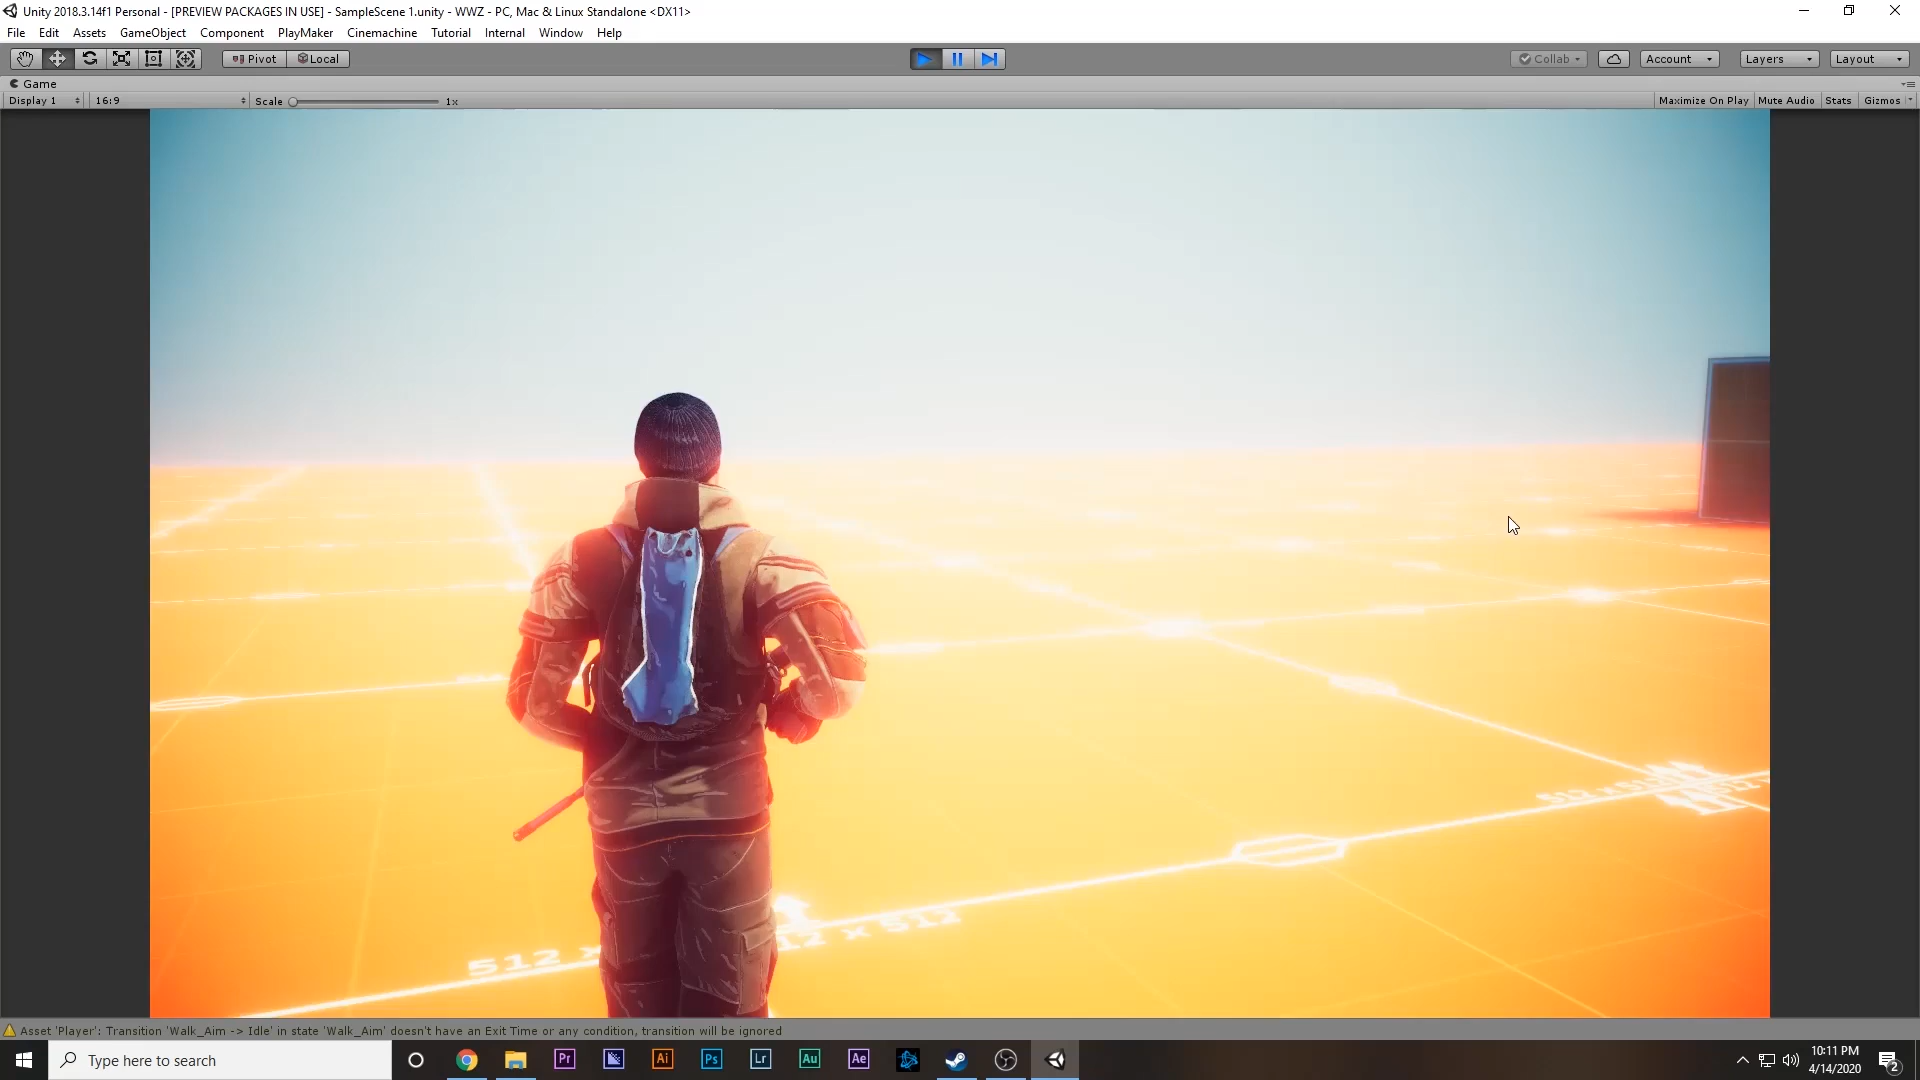 Unity 2018.3.14f1 Personal - [PREVIEW PACKAGES IN USE] - SampleScene 1.unity - WWZ - PC, Mac & Linux Standalone <DX11>
File Edit Assets GameObject Component PlayMaker Cinemachine Tutorial Internal Window Help
Pivot Local Collab Account Layers Layout
Game
Display 1 16:9 Scale 1x Maximize On Play Mute Audio Stats Gizmos
512 x 512
512 x 12 x 512
Asset 'Player': Transition 'Walk_Aim -> Idle' in state 'Walk_Aim' doesn't have an Exit Time or any condition, transition will be ignored
Type here to search Pr Ai Ps Lr Au Ae
10:11 PM
4/14/2020
2